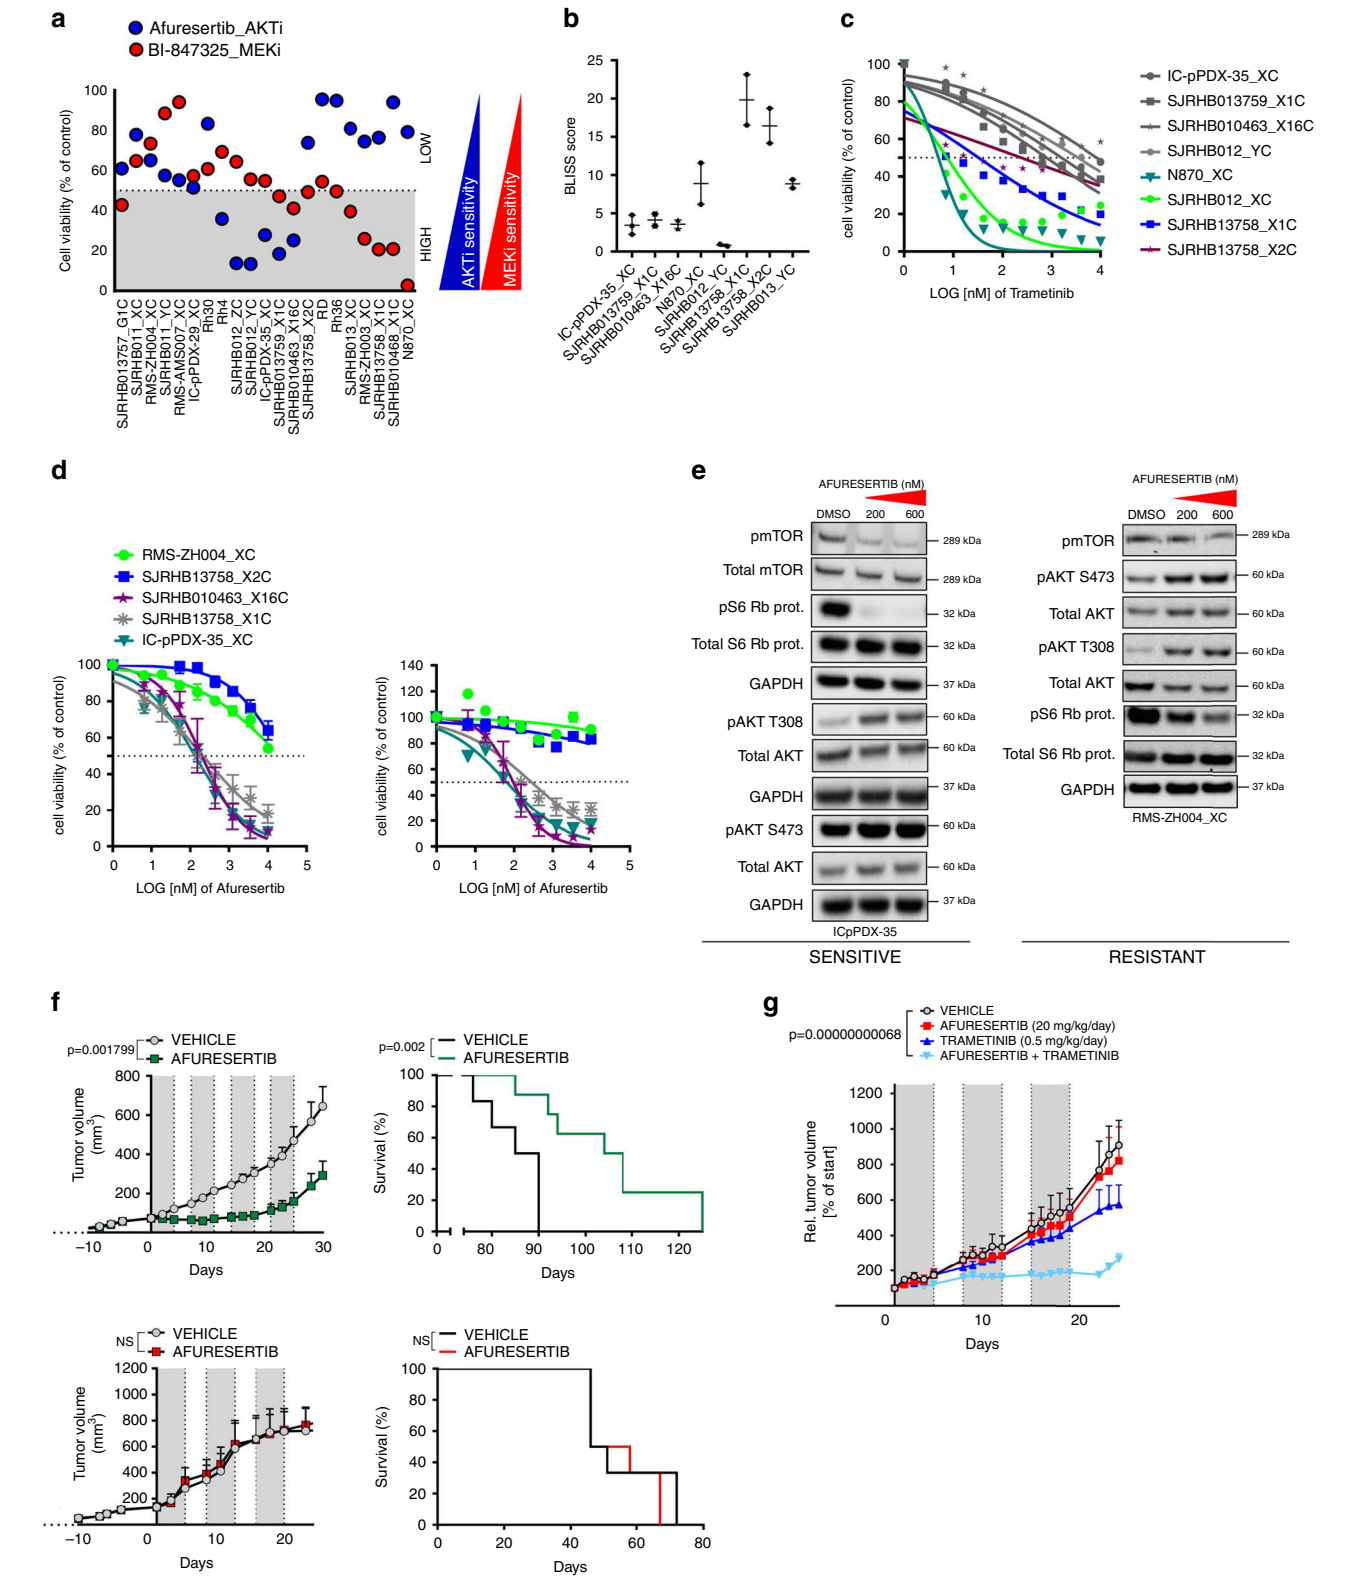 a
Afuresertib_AKTi
BI-847325_MEKi
Cell viability (% of control)
100
80
60
40
20
0
LOW
HIGH
AKTi sensitivity
MEKi sensitivity
SJRHB013757_G1C
SJRHB011_XC
RMS-ZH004_XC
SJRHB011_YC
RMS-AMS007_XC
IC-pPDX-29_XC
Rh30
Rh4
SJRHB012_ZC
SJRHB012_YC
IC-pPDX-35_XC
SJRHB013759_X1C
SJRHB010463_X16C
SJRHB13758_X2C
RD
Rh36
SJRHB013_XC
RMS-ZH003_XC
SJRHB13758_X1C
SJRHB010468_X1C
N870_XC
b
BLISS score
25
20
15
10
5
0
IC-pPDX-35_XC
SJRHB013759_X1C
SJRHB010463_X16C
N870_XC
SJRHB012_YC
SJRHB13758_X1C
SJRHB13758_X2C
SJRHB013_YC
c
cell viability (% of control)
100
80
60
40
20
0
0 1 2 3 4
LOG [nM] of Trametinib
IC-pPDX-35_XC
SJRHB013759_X1C
SJRHB010463_X16C
SJRHB012_YC
N870_XC
SJRHB012_XC
SJRHB13758_X1C
SJRHB13758_X2C
d
RMS-ZH004_XC
SJRHB13758_X2C
SJRHB010463_X16C
SJRHB13758_X1C
IC-pPDX-35_XC
cell viability (% of control)
100
80
60
40
20
0
0 1 2 3 4 5
LOG [nM] of Afuresertib
cell viability (% of control)
140
120
100
80
60
40
20
0
0 1 2 3 4 5
LOG [nM] of Afuresertib
e
AFURESERTIB (nM)
DMSO 200 600
pmTOR 289 kDa
Total mTOR 289 kDa
pS6 Rb prot. 32 kDa
Total S6 Rb prot. 32 kDa
GAPDH 37 kDa
pAKT T308 60 kDa
Total AKT 60 kDa
GAPDH 37 kDa
pAKT S473 60 kDa
Total AKT 60 kDa
GAPDH 37 kDa
ICpPDX-35
SENSITIVE
AFURESERTIB (nM)
DMSO 200 600
pmTOR 289 kDa
pAKT S473 60 kDa
Total AKT 60 kDa
pAKT T308 60 kDa
Total AKT 60 kDa
pS6 Rb prot. 32 kDa
Total S6 Rb prot. 32 kDa
GAPDH 37 kDa
RMS-ZH004_XC
RESISTANT
f
p=0.001799
VEHICLE
AFURESERTIB
Tumor volume
(mm3)
800
600
400
200
−10 0 10 20 30
Days
p=0.002
VEHICLE
AFURESERTIB
Survival (%)
100
80
60
40
20
0
0 80 90 100 110 120
Days
NS
VEHICLE
AFURESERTIB
Tumor volume
(mm3)
1200
1000
800
600
400
200
−10 0 10 20
Days
NS
VEHICLE
AFURESERTIB
Survival (%)
100
80
60
40
20
0
0 20 40 60 80
Days
g
p=0.00000000068
VEHICLE
AFURESERTIB (20 mg/kg/day)
TRAMETINIB (0.5 mg/kg/day)
AFURESERTIB + TRAMETINIB
Rel. tumor volume
[% of start]
1200
1000
800
600
400
200
0 10 20
Days